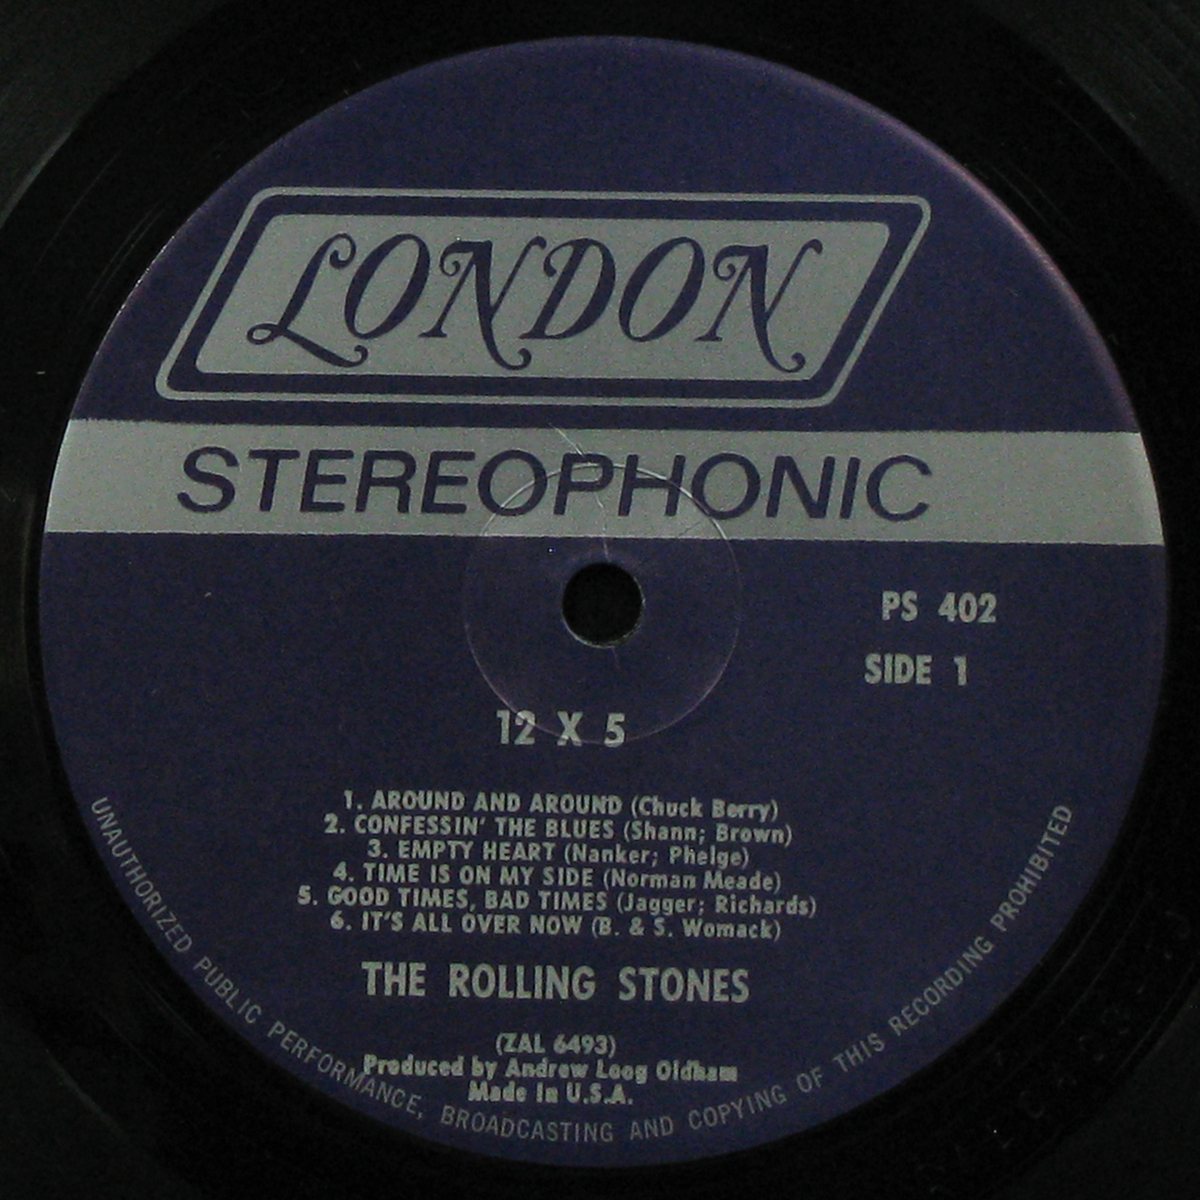 LONDON
STEREOPHONIC
PS 402
SIDE 1
12 X 5
1. AROUND AND AROUND (Chuck Berry)
2. CONFESSIN' THE BLUES (Shann; Brown)
3. EMPTY HEART (Nanker; Phelge)
4. TIME IS ON MY SIDE (Norman Meade)
5. GOOD TIMES, BAD TIMES (Jagger; Richards)
6. IT'S ALL OVER NOW (B. & S. Womack)
THE ROLLING STONES
(ZAL 6493)
Produced by Andrew Loog Oldham
Made in U.S.A.
UNAUTHORIZED PUBLIC PERFORMANCE, BROADCASTING AND COPYING OF THIS RECORDING PROHIBITED